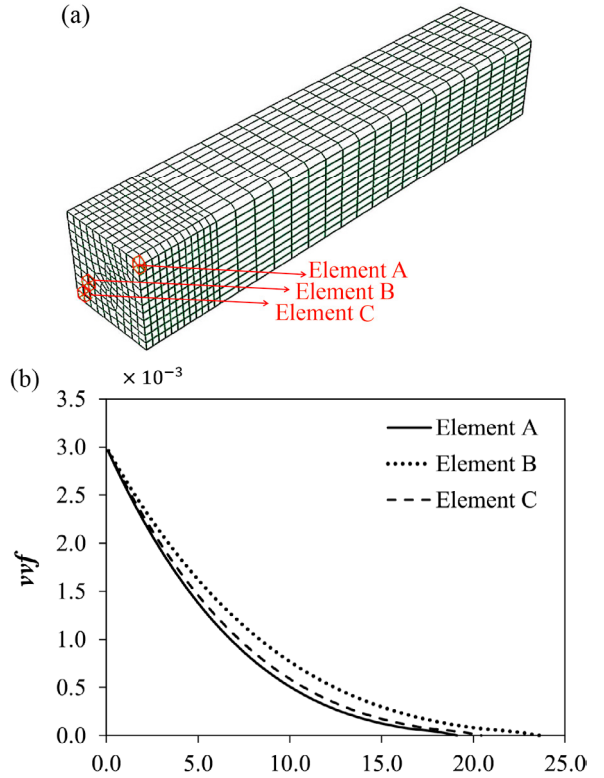 (a)
Element A
Element B
Element C
(b)
× 10⁻³
3.5
3.0
2.5
2.0
1.5
1.0
0.5
0.0
vvf
Element A
Element B
Element C
0.0 5.0 10.0 15.0 20.0 25.0